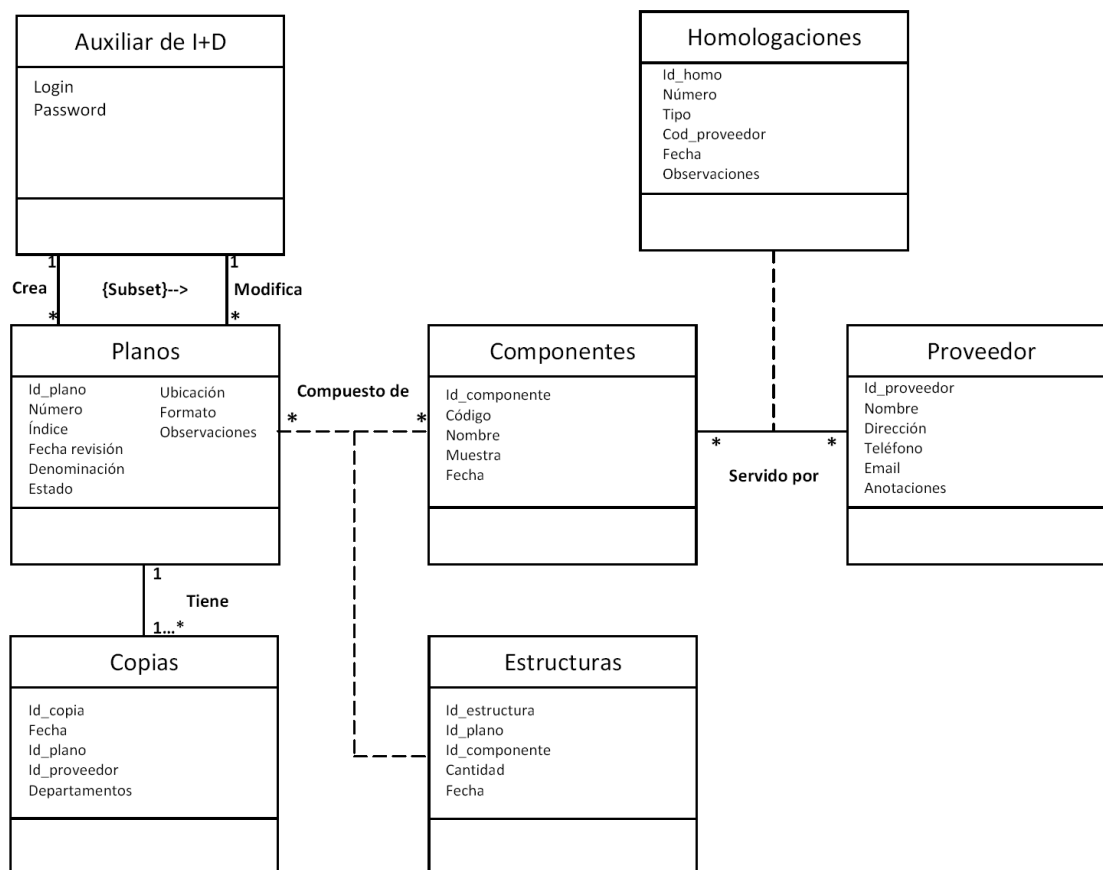 Auxiliar de I+D
Login
Password
Homologaciones
Id_homo
Número
Tipo
Cod_proveedor
Fecha
Observaciones
1
1
Crea
{Subset}-->
Modifica
*
*
Planos
Id_plano
Número
Índice
Fecha revisión
Denominación
Estado
Ubicación
Formato
Observaciones
Compuesto de
*
*
Componentes
Id_componente
Código
Nombre
Muestra
Fecha
*
*
Servido por
Proveedor
Id_proveedor
Nombre
Dirección
Teléfono
Email
Anotaciones
1
Tiene
1...*
Copias
Id_copia
Fecha
Id_plano
Id_proveedor
Departamentos
Estructuras
Id_estructura
Id_plano
Id_componente
Cantidad
Fecha